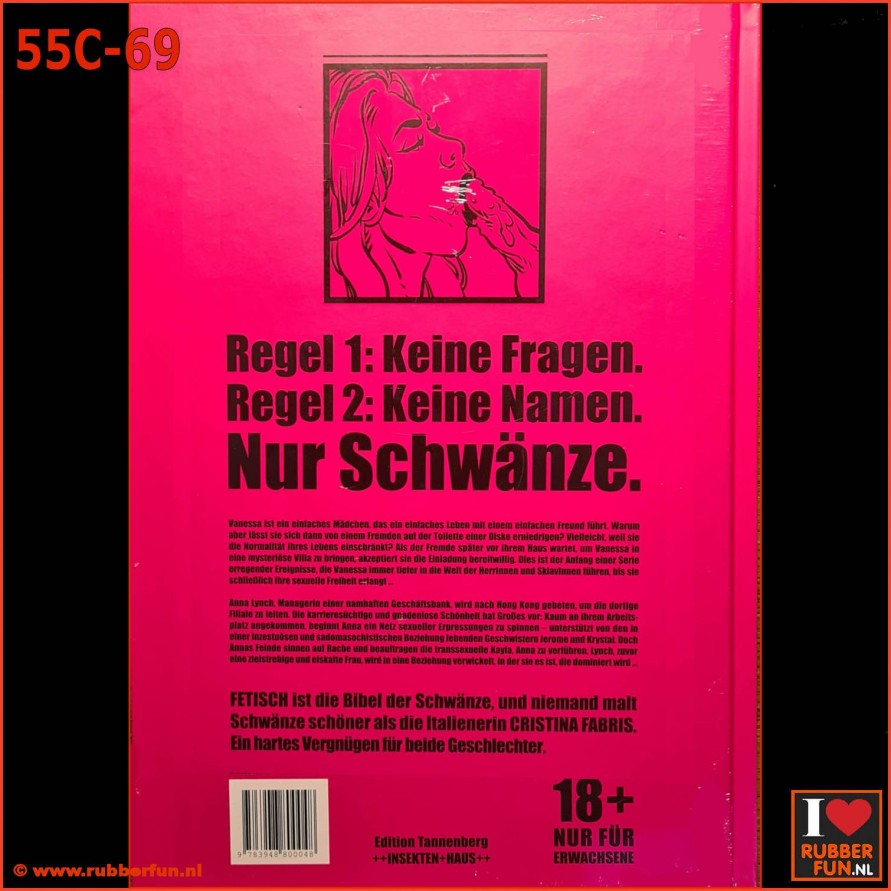 55C-69
Regel 1: Keine Fragen.
Regel 2: Keine Namen.
Nur Schwänze.
Vanessa ist ein einfaches Mädchen, das ein einfaches Leben mit einem einfachen Freund führt. Warum
aber lässt sie sich dann von einem Fremden auf der Toilette einer Disko erniedrigen? Vielleicht, weil sie
die Normalität ihres Lebens einschränkt? Als der Fremde später vor ihrem Haus wartet, um Vanessa in
eine mysteriöse Villa zu bringen, akzeptiert sie die Einladung bereitwillig. Dies ist der Anfang einer Serie
erregender Ereignisse, die Vanessa immer tiefer in die Welt der Herrinnen und Sklavinnen führen, bis sie
schließlich ihre sexuelle Freiheit erlangt ...
Anna Lynch, Managerin einer namhaften Geschäftsbank, wird nach Hong Kong gebeten, um die dortige
Filiale zu leiten. Die karrieresüchtige und gnadenlose Schönheit hat Großes vor: Kaum an ihrem Arbeits-
platz angekommen, beginnt Anna ein Netz sexueller Erpressungen zu spinnen – unterstützt von den in
einer inzestuösen und sadomasochistischen Beziehung lebenden Geschwistern Jerome und Krystal. Doch
Annas Feinde sinnen auf Rache und beauftragen die transsexuelle Kayla, Anna zu verführen. Lynch, zuvor
eine zielstrebige und eiskalte Frau, wird in eine Beziehung verwickelt, in der sie es ist, die dominiert wird ...
FETISCH ist die Bibel der Schwänze, und niemand malt
Schwänze schöner als die Italienerin CRISTINA FABRIS.
Ein hartes Vergnügen für beide Geschlechter.
9 783948 800048
Edition Tannenberg
++INSEKTEN+HAUS++
18+
NUR FÜR
ERWACHSENE
I
RUBBER
FUN.NL
© www.rubberfun.nl